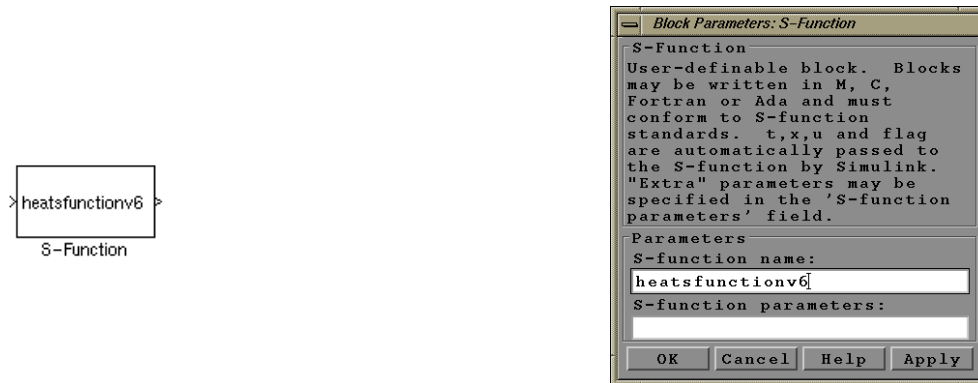 heatsfunctionv6
S-Function
Block Parameters: S-Function
S-Function
User-definable block.  Blocks
may be written in M, C,
Fortran or Ada and must
conform to S-function
standards.  t,x,u and flag
are automatically passed to
the S-function by Simulink.
"Extra" parameters may be
specified in the 'S-function
parameters' field.
Parameters
S-function name:
heatsfunctionv6
S-function parameters:
OK Cancel Help Apply